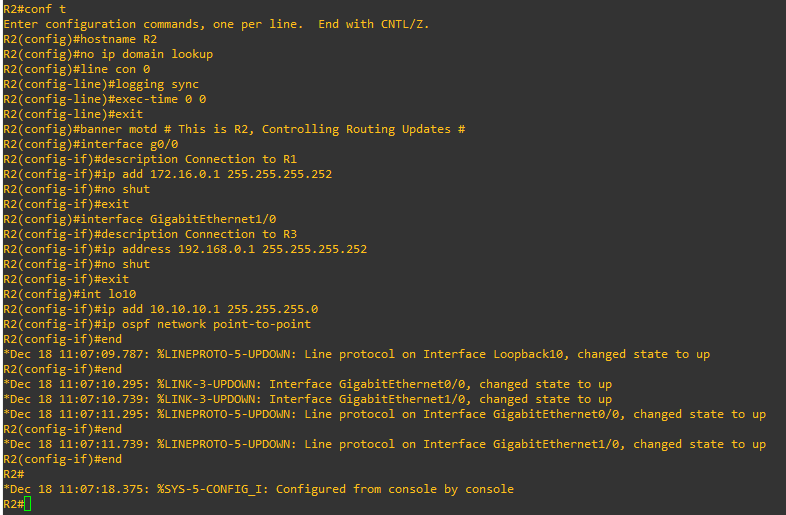 R2#conf t
Enter configuration commands, one per line.  End with CNTL/Z.
R2(config)#hostname R2
R2(config)#no ip domain lookup
R2(config)#line con 0
R2(config-line)#logging sync
R2(config-line)#exec-time 0 0
R2(config-line)#exit
R2(config)#banner motd # This is R2, Controlling Routing Updates #
R2(config)#interface g0/0
R2(config-if)#description Connection to R1
R2(config-if)#ip add 172.16.0.1 255.255.255.252
R2(config-if)#no shut
R2(config-if)#exit
R2(config)#interface GigabitEthernet1/0
R2(config-if)#description Connection to R3
R2(config-if)#ip address 192.168.0.1 255.255.255.252
R2(config-if)#no shut
R2(config-if)#exit
R2(config)#int lo10
R2(config-if)#ip add 10.10.10.1 255.255.255.0
R2(config-if)#ip ospf network point-to-point
R2(config-if)#end
*Dec 18 11:07:09.787: %LINEPROTO-5-UPDOWN: Line protocol on Interface Loopback10, changed state to up
R2(config-if)#end
*Dec 18 11:07:10.295: %LINK-3-UPDOWN: Interface GigabitEthernet0/0, changed state to up
*Dec 18 11:07:10.739: %LINK-3-UPDOWN: Interface GigabitEthernet1/0, changed state to up
*Dec 18 11:07:11.295: %LINEPROTO-5-UPDOWN: Line protocol on Interface GigabitEthernet0/0, changed state to up
R2(config-if)#end
*Dec 18 11:07:11.739: %LINEPROTO-5-UPDOWN: Line protocol on Interface GigabitEthernet1/0, changed state to up
R2(config-if)#end
R2#
*Dec 18 11:07:18.375: %SYS-5-CONFIG_I: Configured from console by console
R2#